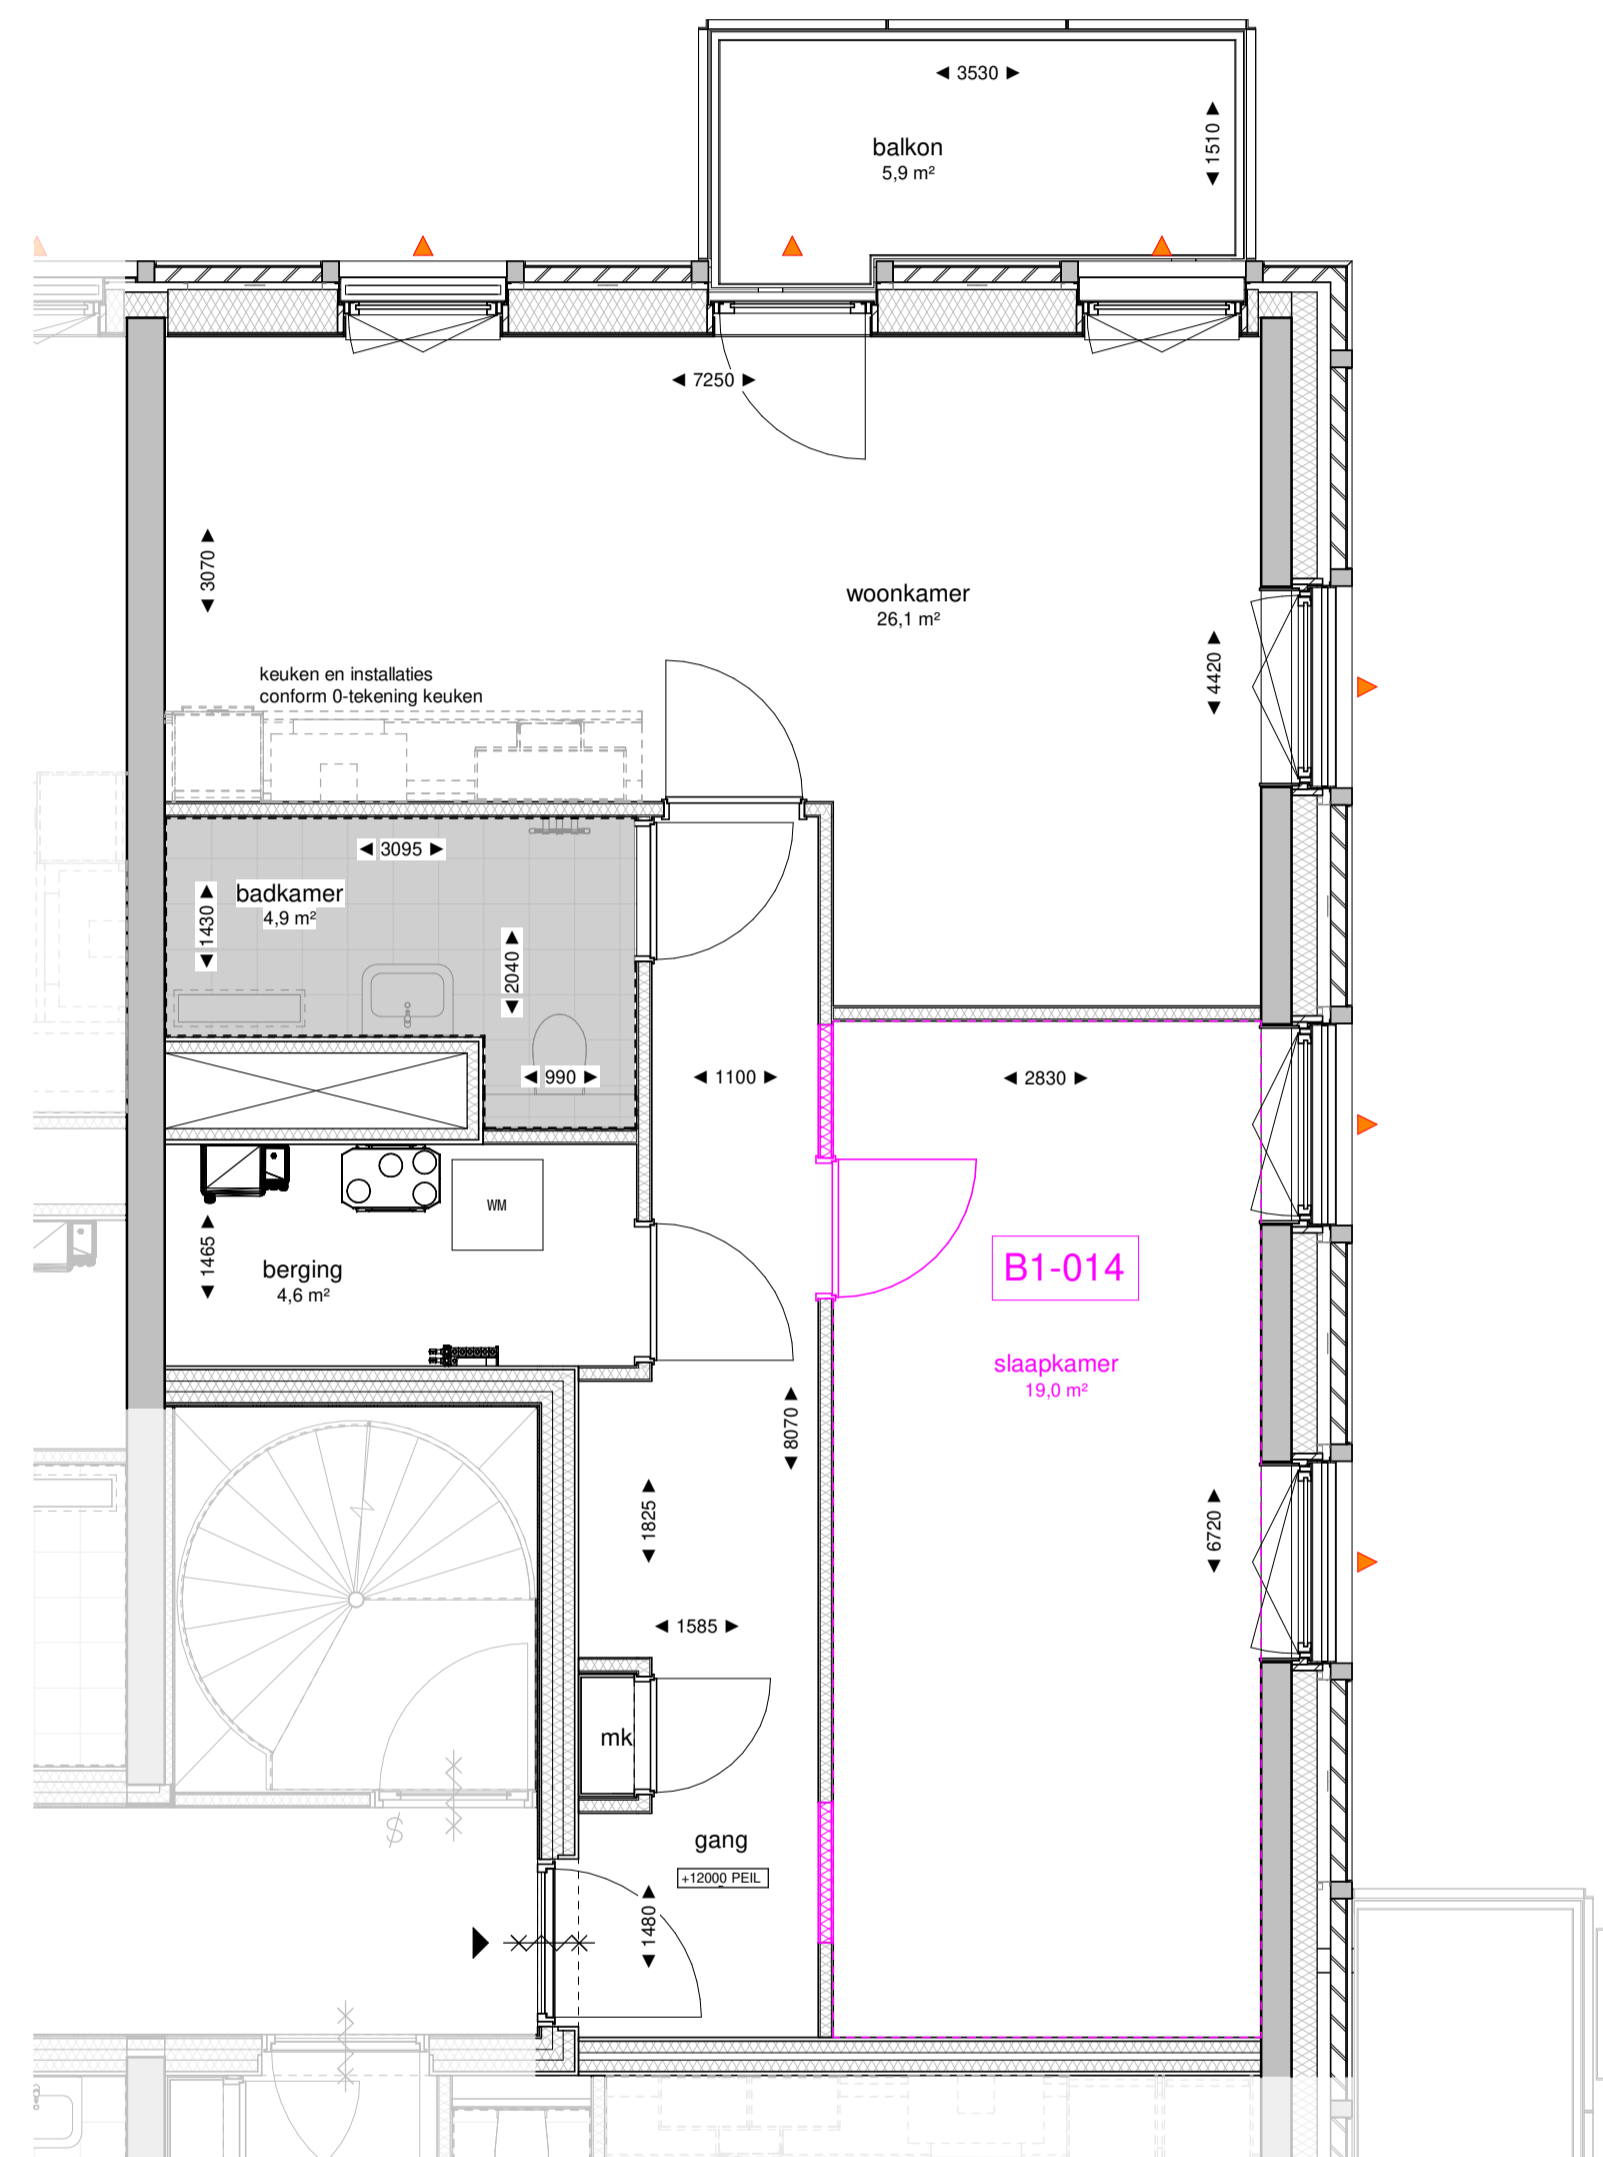 ◄ 3530 ►
◄ 1510 ►
balkon
5,9 m²
◄ 7250 ►
◄ 3070 ►
woonkamer
26,1 m²
◄ 4420 ►
keuken en installaties
conform 0-tekening keuken
◄ 3095 ►
badkamer
4,9 m²
◄ 1430 ►
◄ 2040 ►
◄ 990 ►
◄ 1100 ►
◄ 2830 ►
WM
◄ 1465 ►
berging
4,6 m²
B1-014
slaapkamer
19,0 m²
◄ 8070 ►
◄ 1825 ►
◄ 6720 ►
◄ 1585 ►
mk
gang
+12000 PEIL
◄ 1480 ►